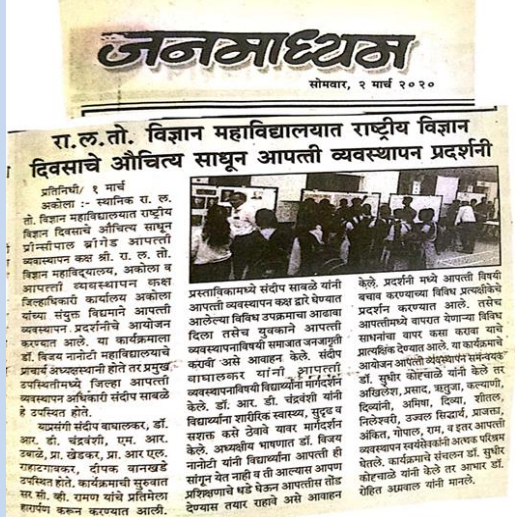 जनमाध्यम
सोमवार, २ मार्च २०२०
रा.ल.तो. विज्ञान महाविद्यालयात राष्ट्रीय विज्ञान
दिवसाचे औचित्य साधून आपत्ती व्यवस्थापन प्रदर्शनी
प्रतिनिधी/ १ मार्च
अकोला :- स्थानिक रा. ल.
तो. विज्ञान महाविद्यालयात राष्ट्रीय
विज्ञान दिवसाचे औचित्य साधून
प्रीन्सीपाल ब्रीगेड आपत्ती
व्यवस्थापन कक्ष श्री. रा. ल. तो.
विज्ञान महाविद्यालय, अकोला व
आपत्ती व्यवस्थापन कक्ष
जिल्हाधिकारी कार्यालय अकोला
यांच्या संयुक्त विद्यमाने आपत्ती
व्यवस्थापन प्रदर्शनीचे आयोजन
करण्यात आले. या कार्यक्रमाला
डॉ. विजय नानोटी महाविद्यालयाचे
प्राचार्य अध्यक्षस्थानी होते तर प्रमुख
उपस्थितीमध्ये जिल्हा आपत्ती
व्यवस्थापन अधिकारी संदीप साबळे
हे उपस्थित होते.
याप्रसंगी संदीप वाघालकर, डॉ.
आर. डी. चंद्रवंशी, एम. आर.
उबाळे, प्रा. खेडकर, प्रा. आर एल.
राहाटगावकर, दीपक वानखडे
उपस्थित होते. कार्यक्रमाची सुरुवात
सर सी. व्ही. रामण यांचे प्रतिमेला
हारार्पण करून करण्यात आली.
प्रस्ताविकामध्ये संदीप सावळे यांनी
आपत्ती व्यवस्थापन कक्ष द्वारे घेण्यात
आलेल्या विविध उपक्रमाचा आढावा
दिला तसेच युवकाने आपत्ती
व्यवस्थापनाविषयी समाजात जनजागृती
करावी असे आवाहन केले. संदीप
वाघालकर यांनी आपत्ती
व्यवस्थापनाविषयी विद्यार्थ्यांना मार्गदर्शन
केले. डॉ. आर. डी. चंद्रवंशी यांनी
विद्यार्थ्यांना शारीरिक स्वास्थ्य, सुदृढ व
सशक्त कसे ठेवावे यावर मार्गदर्शन
केले. अध्यक्षीय भाषणात डॉ. विजय
नानोटी यांनी विद्यार्थ्यांना आपत्ती ही
सांगून येत नाही व ती आल्यास आपण
प्रशिक्षणाचे धडे घेऊन आपत्तीस तोंड
देण्यास तयार राहावे असे आवाहन
केले. प्रदर्शनी मध्ये आपत्ती विषयी
बचाव करण्याच्या विविध प्रत्यक्षीकेचे
प्रदर्शन करण्यात आले. तसेच
आपत्तीमध्ये वापरात येणाऱ्या विविध
साधनांचा वापर कसा करावा याचे
प्रात्यक्षिक देण्यात आले. या कार्यक्रमाचे
आयोजन आपत्ती व्यवस्थापन समन्वयक
डॉ. सुधीर कोहचाळे यांनी केले तर
अखिलेश, प्रसाद, ऋतुजा, कल्याणी,
दिव्यांनी, अमिषा, दिव्या, शीतल,
निलेश्वरी, उज्वल सिद्धार्थ, प्राजक्ता,
अंकित, गोपाल, राम, व इतर आपत्ती
व्यवस्थापन स्वयंसेवकांनी अत्यक परिश्रम
घेतले. कार्यक्रमाचे संचलन डॉ. सुधीर
कोहचाळे यांनी केले तर आभार डॉ.
रोहित अग्रवाल यांनी मानले.